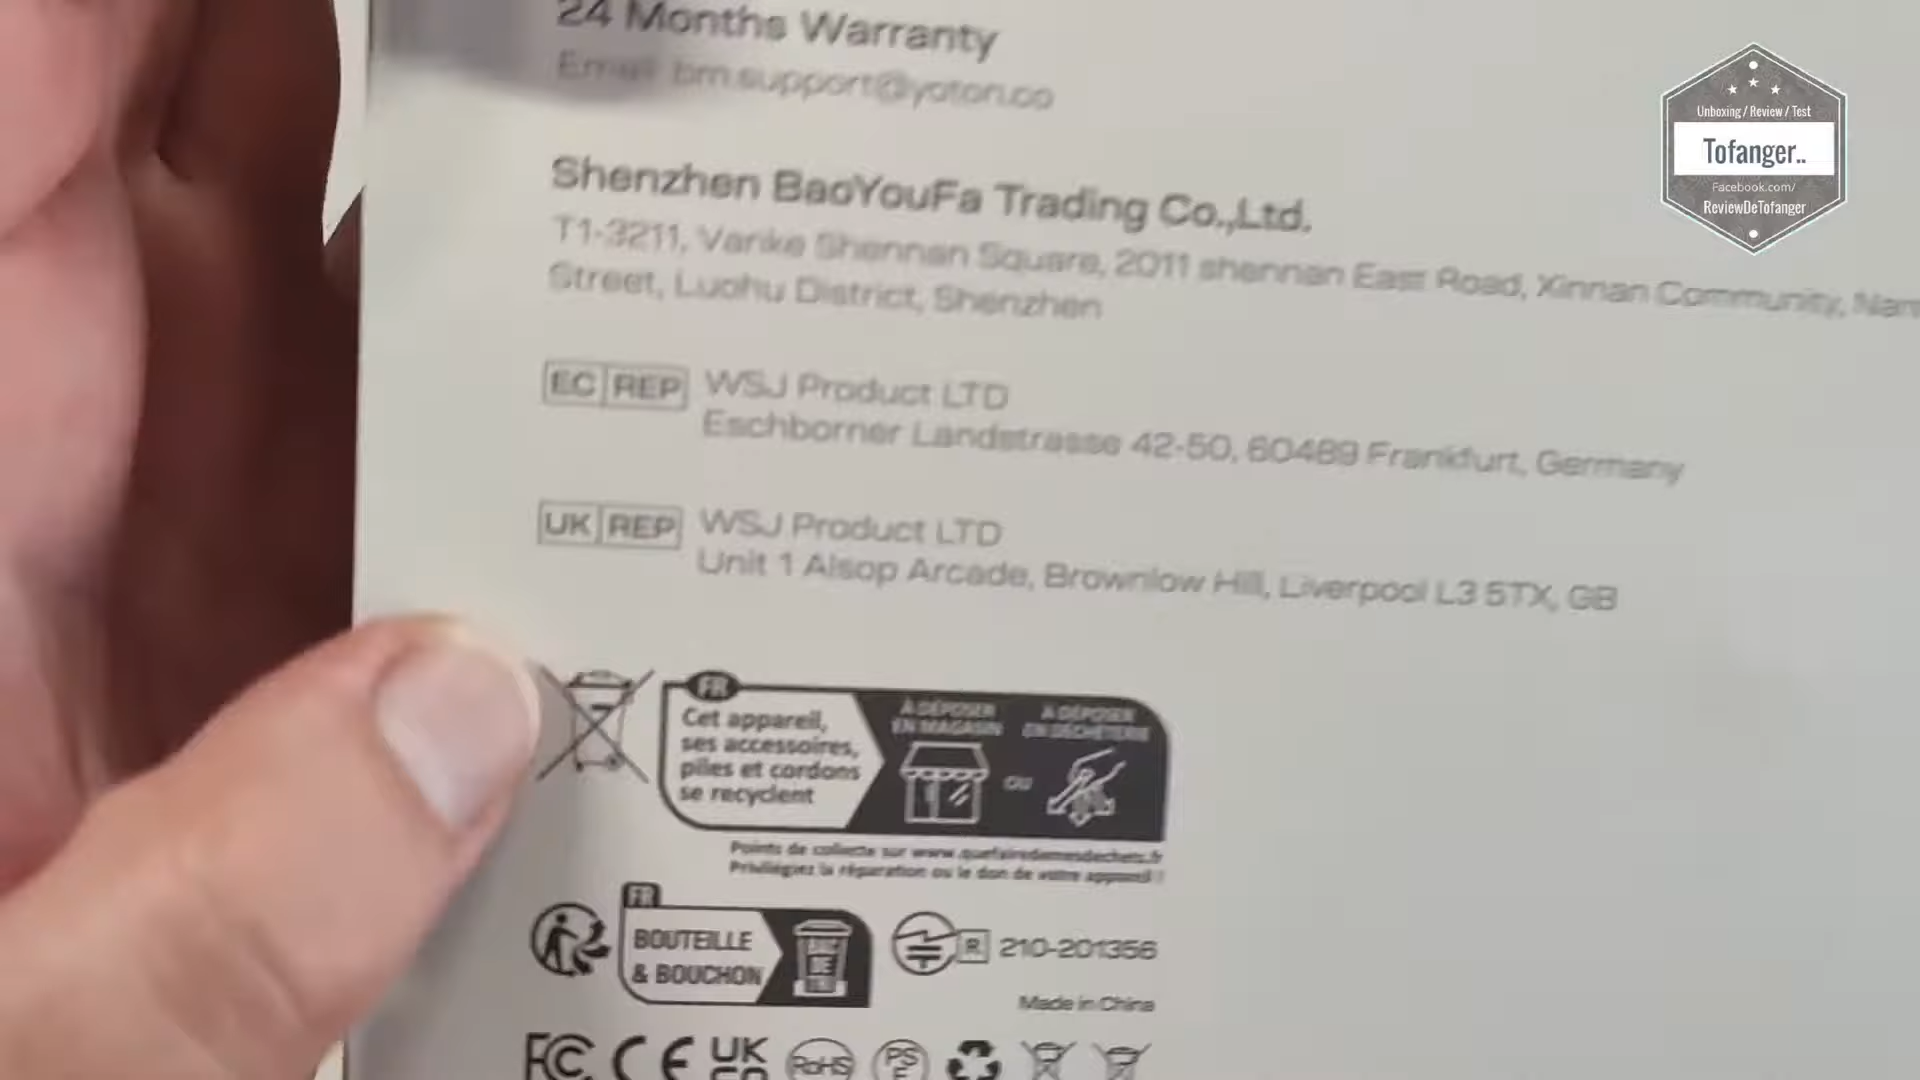 24 Months Warranty
Email: bm.support@yoton.co
Shenzhen BaoYouFa Trading Co.,Ltd.
T1-3211, Vanke Shennan Square, 2011 shennan East Road, Xinnan Community,
Street, Luohu District, Shenzhen
EC REP WSJ Product LTD
Eschborner Landstrasse 42-50, 60489 Frankfurt, Germany
UK REP WSJ Product LTD
Unit 1 Alsop Arcade, Brownlow Hill, Liverpool L3 5TX, GB
FR
Cet appareil,
ses accessoires,
piles et cordons
se recyclent
À DÉPOSER
EN MAGASIN
OU
À DÉPOSER
EN DÉCHÈTERIE
Points de collecte sur www.quefairedemesdechets.fr
Privilégiez la réparation ou le don de votre appareil !
FR
BOUTEILLE
& BOUCHON
BAC
DE
TRI
R 210-201356
Made in China
FC CE UK
RoHS
PS
E
Unboxing / Review / Test
Tofanger..
Facebook.com/
ReviewDeTofanger